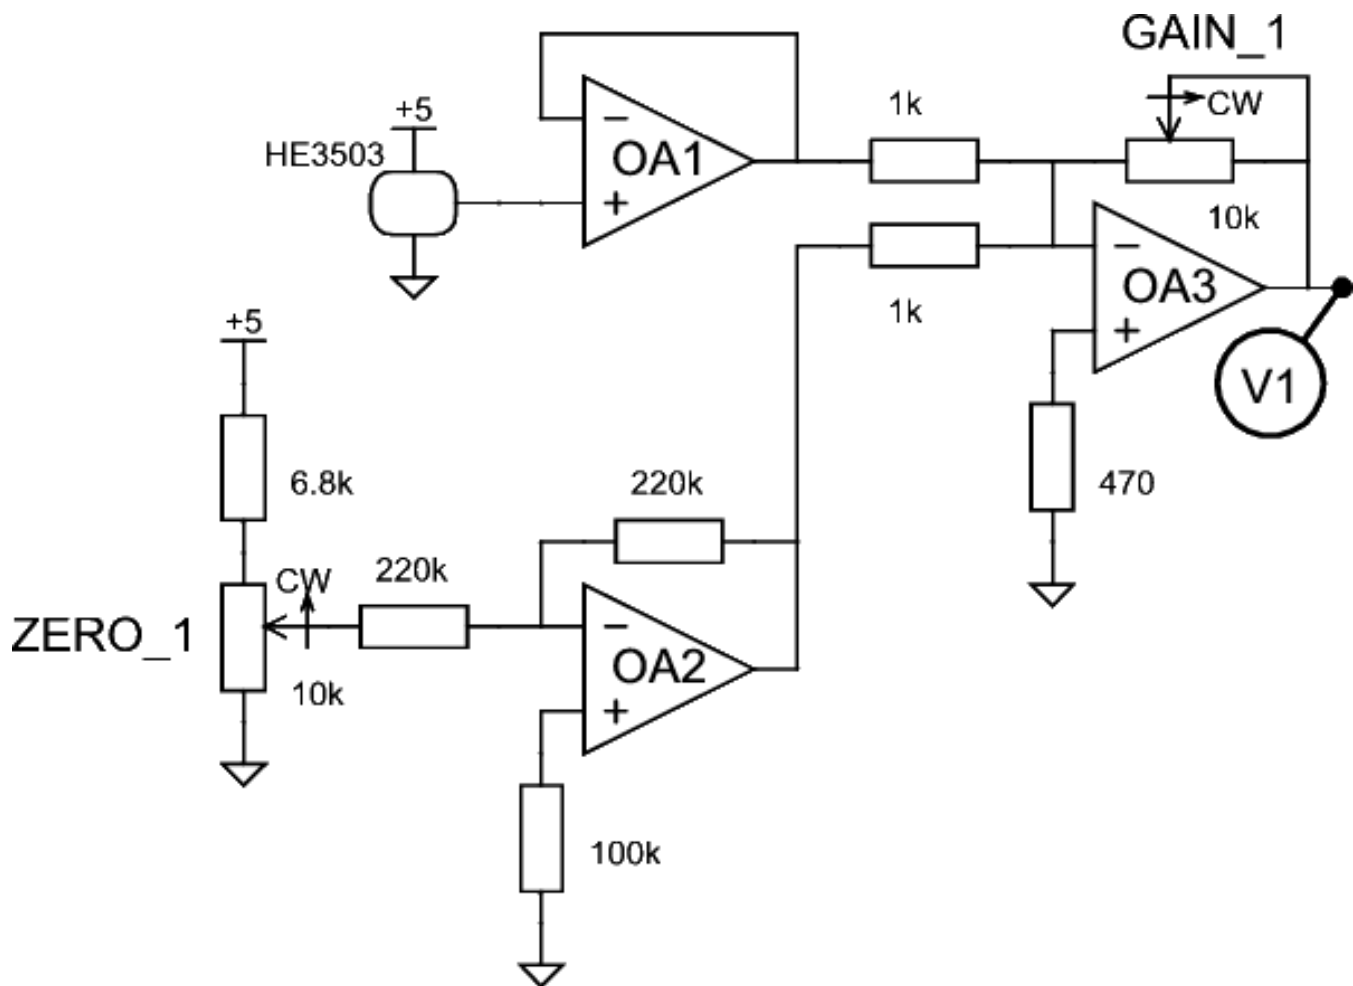 GAIN_1
+5
1k
CW
HE3503
−
OA1
+
10k
1k
−
OA3
+
+5
V1
6.8k
220k
470
CW
220k
ZERO_1
−
OA2
+
10k
100k